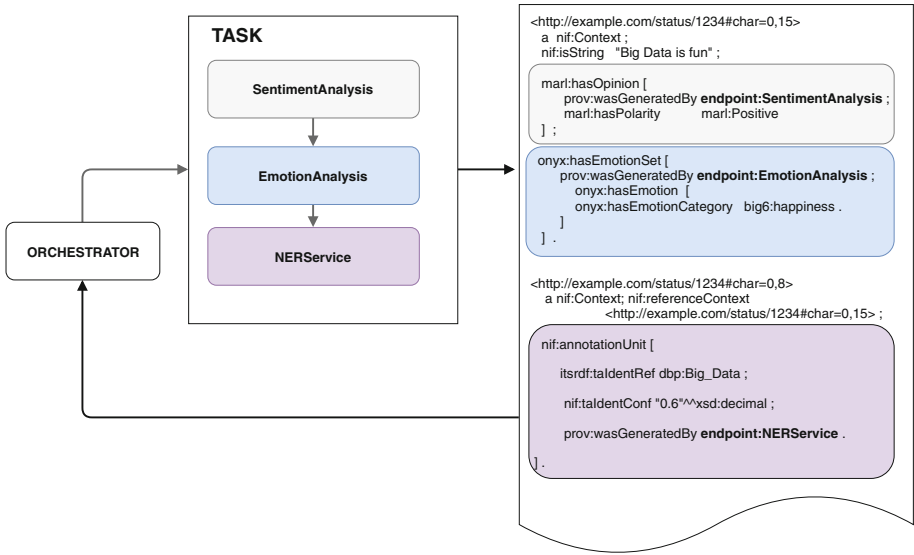 TASK
SentimentAnalysis
EmotionAnalysis
NERService
ORCHESTRATOR
<http://example.com/status/1234#char=0,15>
a nif:Context ;
nif:isString "Big Data is fun" ;
marl:hasOpinion [
prov:wasGeneratedBy endpoint:SentimentAnalysis ;
marl:hasPolarity marl:Positive
] ;
onyx:hasEmotionSet [
prov:wasGeneratedBy endpoint:EmotionAnalysis ;
onyx:hasEmotion [
onyx:hasEmotionCategory big6:happiness .
]
] .
<http://example.com/status/1234#char=0,8>
a nif:Context; nif:referenceContext
<http://example.com/status/1234#char=0,15> ;
nif:annotationUnit [
itsrdf:taIdentRef dbp:Big_Data ;
nif:taIdentConf "0.6"^^xsd:decimal ;
prov:wasGeneratedBy endpoint:NERService .
] .